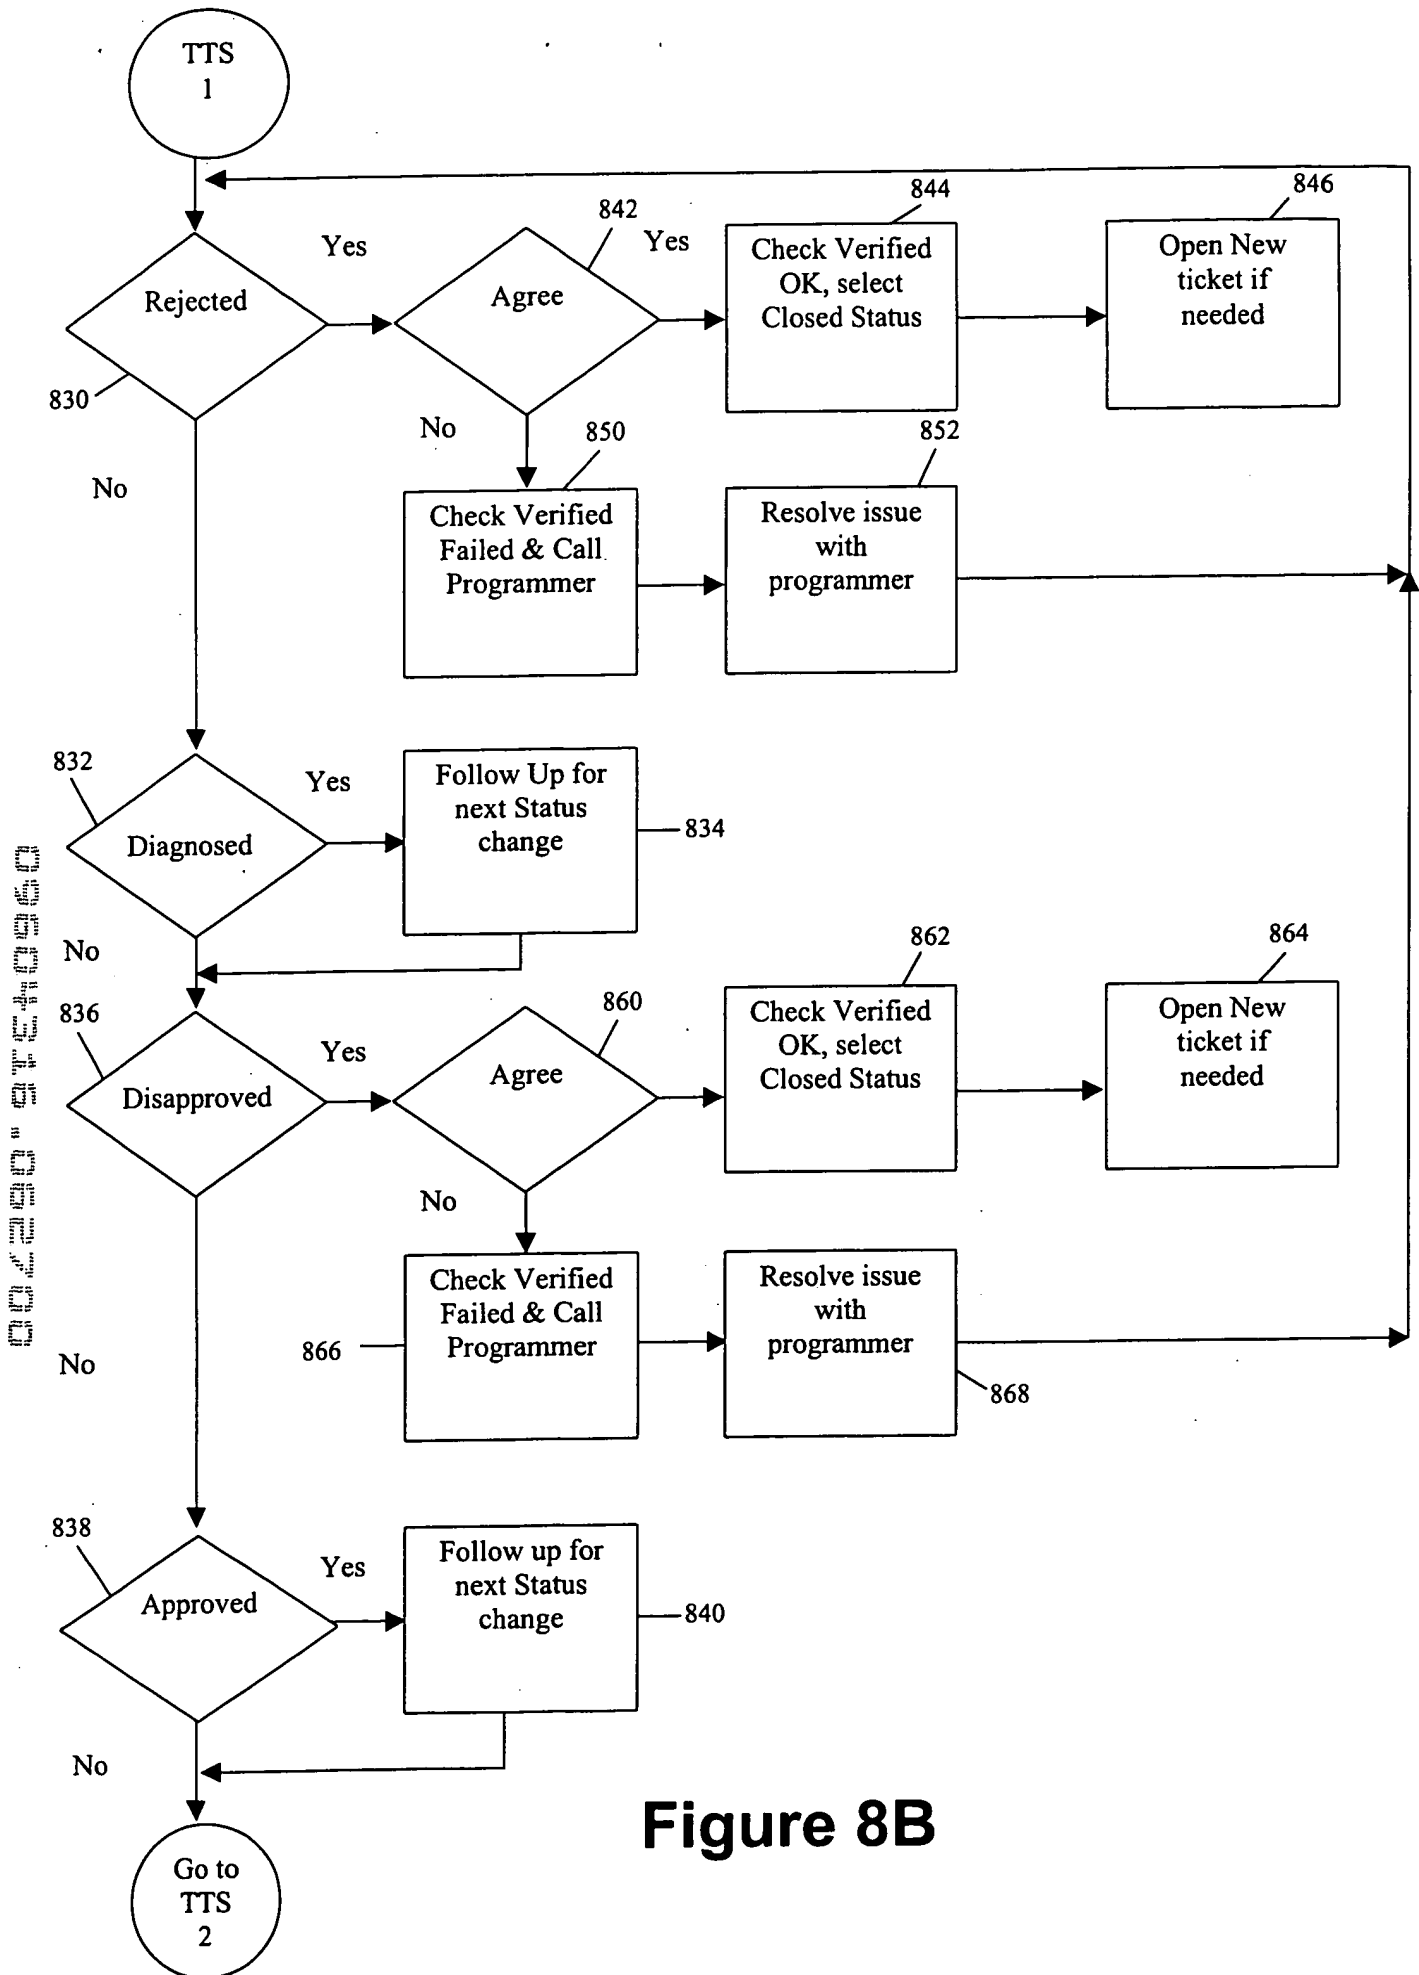 TTS
1
844
846
842
Yes
Yes
Check Verified
OK, select
Closed Status
Open New
ticket if
needed
Rejected
Agree
830
No
850
852
No
Check Verified
Failed & Call
Programmer
Resolve issue
with
programmer
832
Yes
Follow Up for
next Status
change
834
Diagnosed
No
862
864
836
860
Yes
Check Verified
OK, select
Closed Status
Open New
ticket if
needed
Disapproved
Agree
No
Check Verified
Failed & Call
Programmer
Resolve issue
with
programmer
866
868
No
838
Yes
Follow up for
next Status
change
840
Approved
No
Figure 8B
Go to
TTS
2